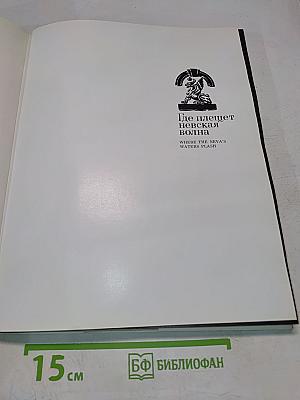 Где плещет
невская
волна
WHERE THE NEVA'S
WATERS PLASH
15 см
БФ БИБЛИОФАН